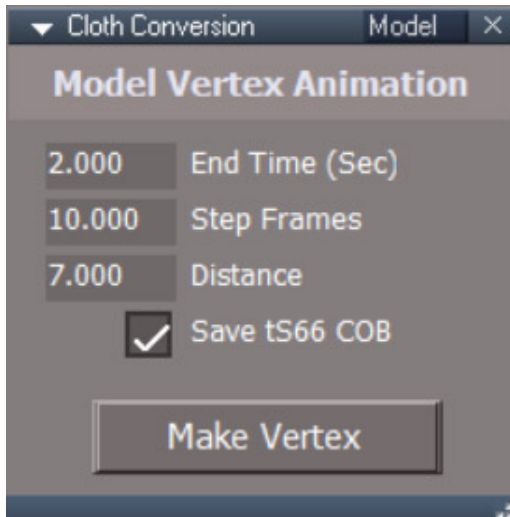 Cloth Conversion Model
Model Vertex Animation
2.000 End Time (Sec)
10.000 Step Frames
7.000 Distance
Save tS66 COB
Make Vertex